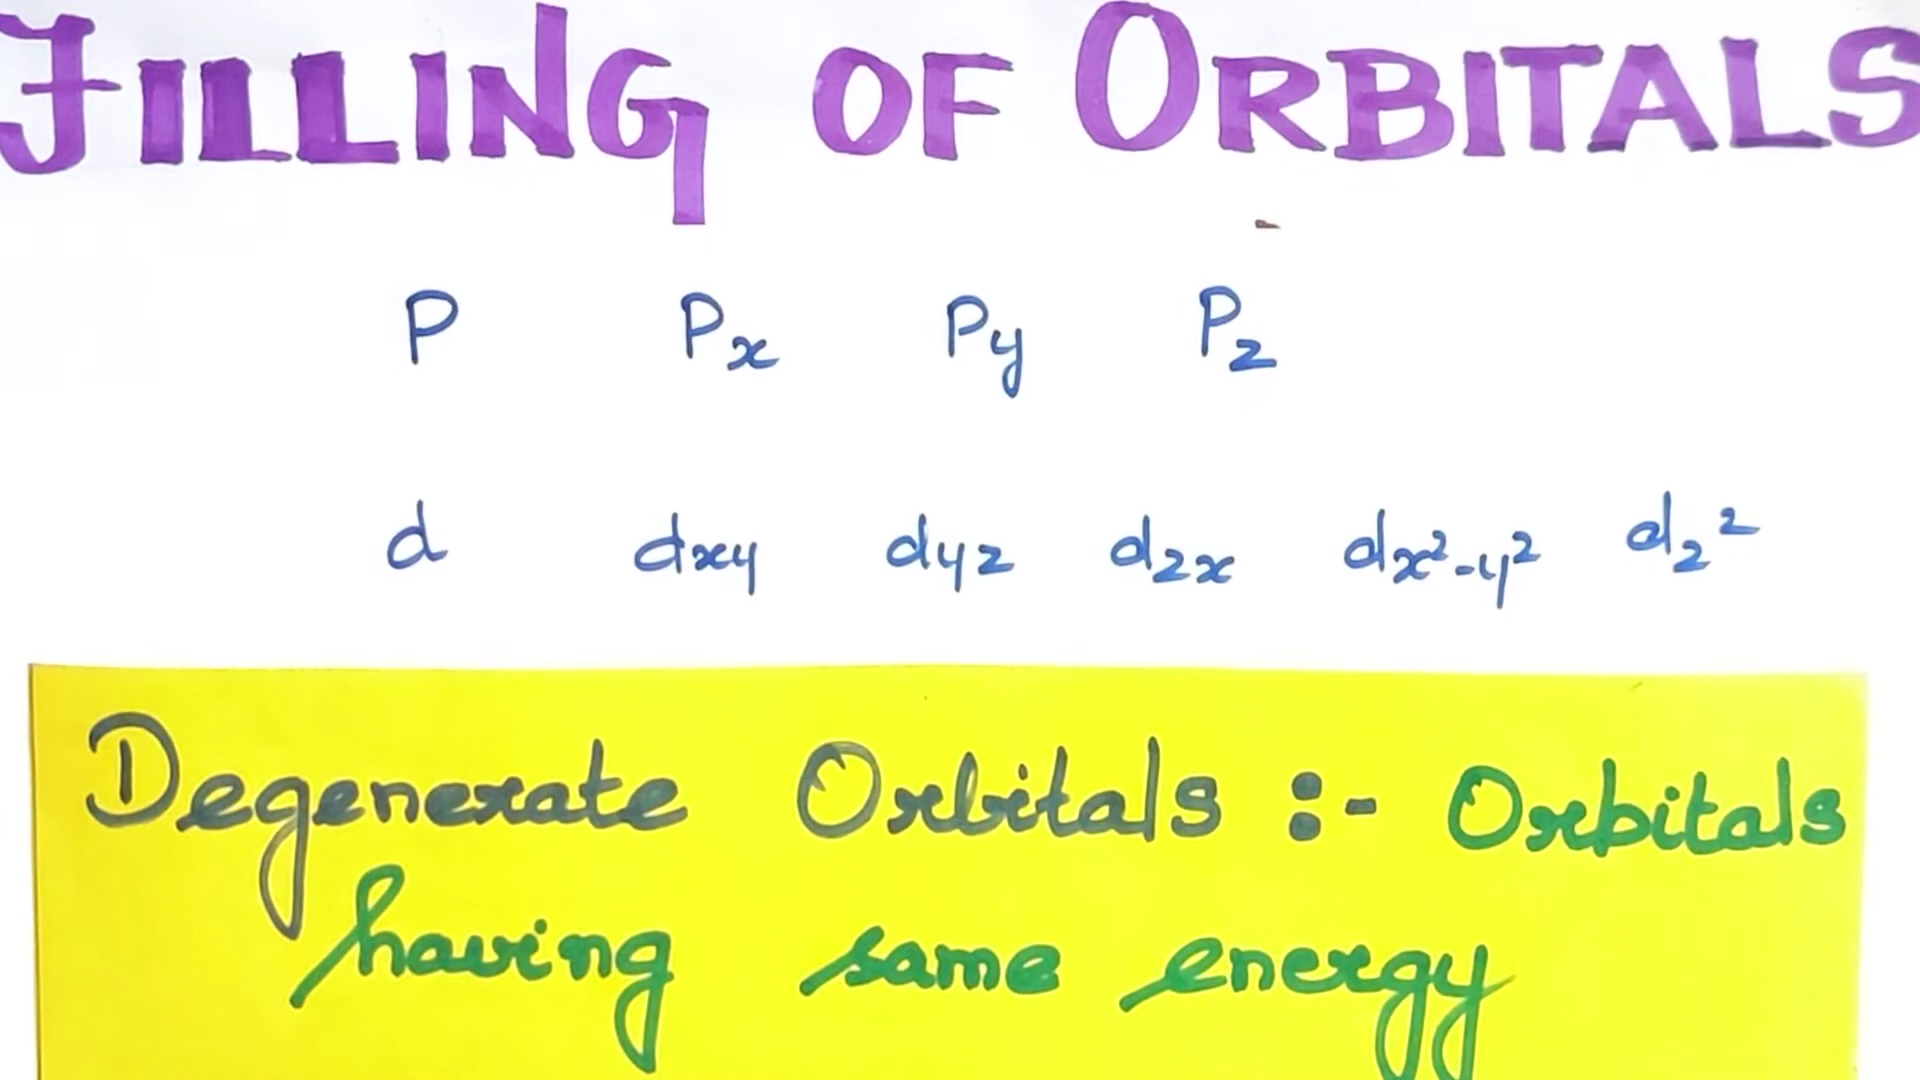 FILLING OF ORBITALS
P Px Py Pz
d dxy dyz dzx dx²-y² dz²
Degenerate Orbitals :- Orbitals
having same energy